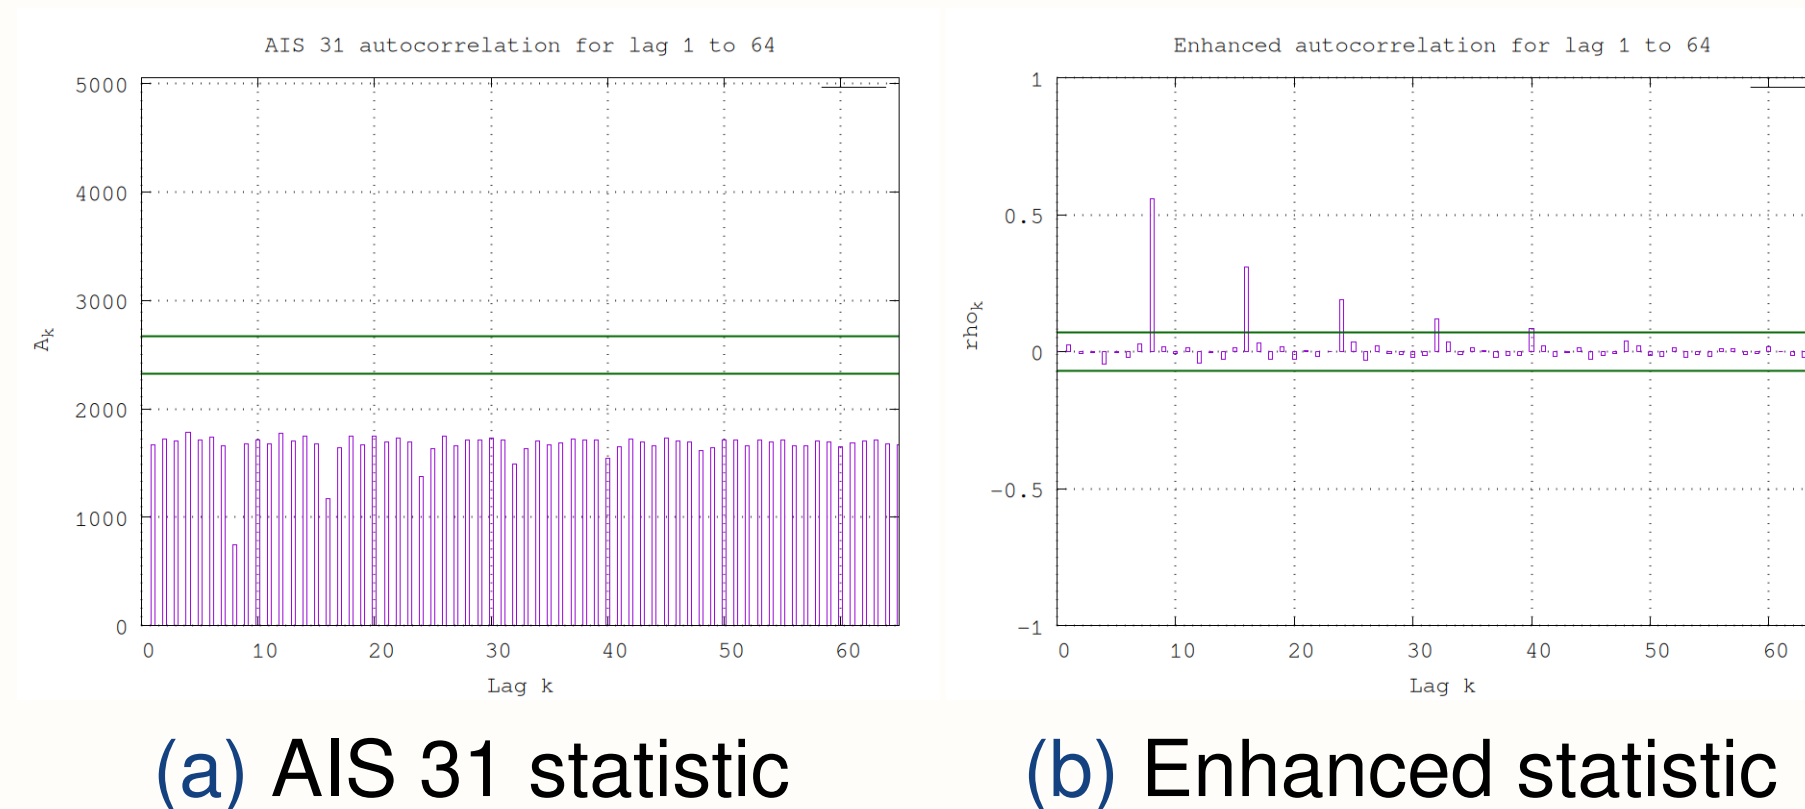 AIS 31 autocorrelation for lag 1 to 64
5000
4000
3000
2000
1000
0
Ak
0 10 20 30 40 50 60
Lag k
(a) AIS 31 statistic
Enhanced autocorrelation for lag 1 to 64
1
0.5
0
-0.5
-1
rhok
0 10 20 30 40 50 60
Lag k
(b) Enhanced statistic